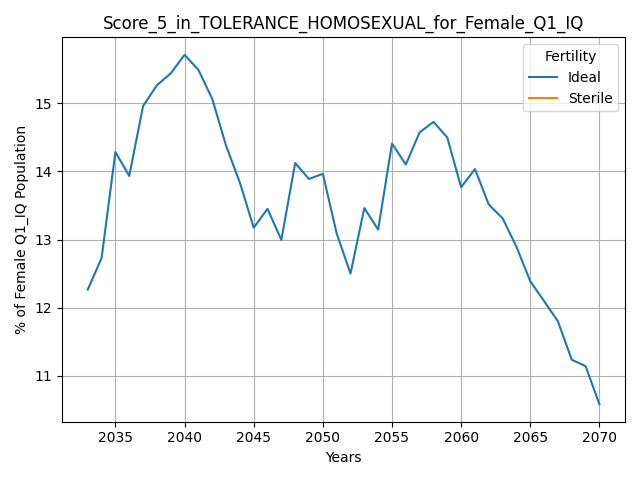 Score_5_in_TOLERANCE_HOMOSEXUAL_for_Female_Q1_IQ
Fertility
Ideal
Sterile
% of Female Q1_IQ Population
15
14
13
12
11
2035 2040 2045 2050 2055 2060 2065 2070
Years